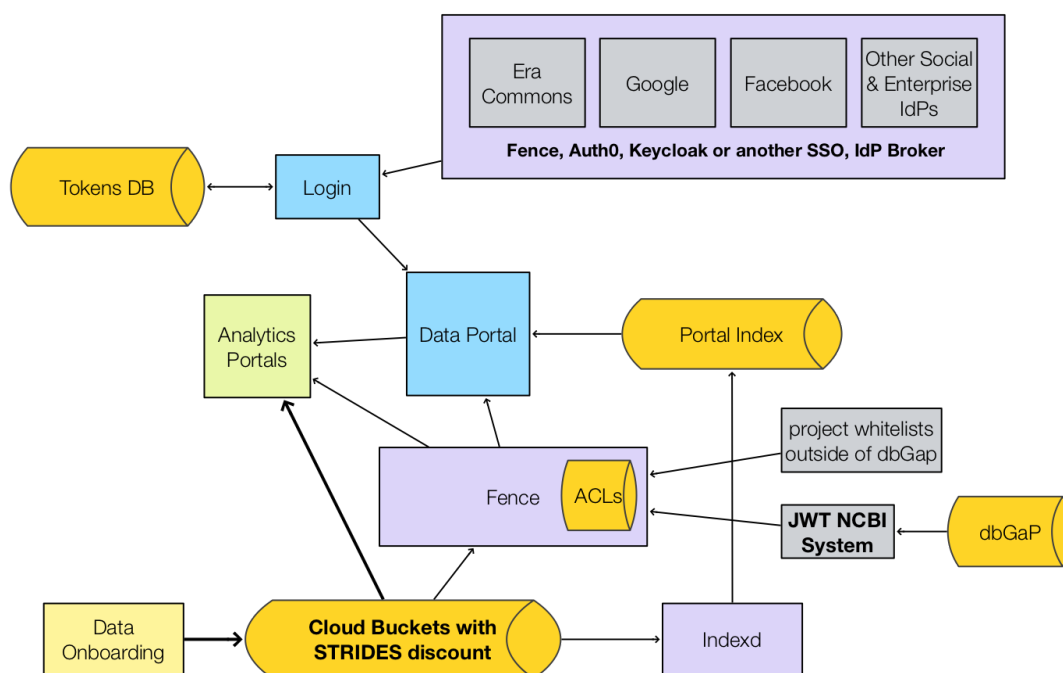 Era
Commons
Google
Facebook
Other Social
& Enterprise
IdPs
Fence, Auth0, Keycloak or another SSO, IdP Broker
Tokens DB
Login
Analytics
Portals
Data Portal
Portal Index
project whitelists
outside of dbGap
Fence
ACLs
JWT NCBI
System
dbGaP
Data
Onboarding
Cloud Buckets with
STRIDES discount
Indexd